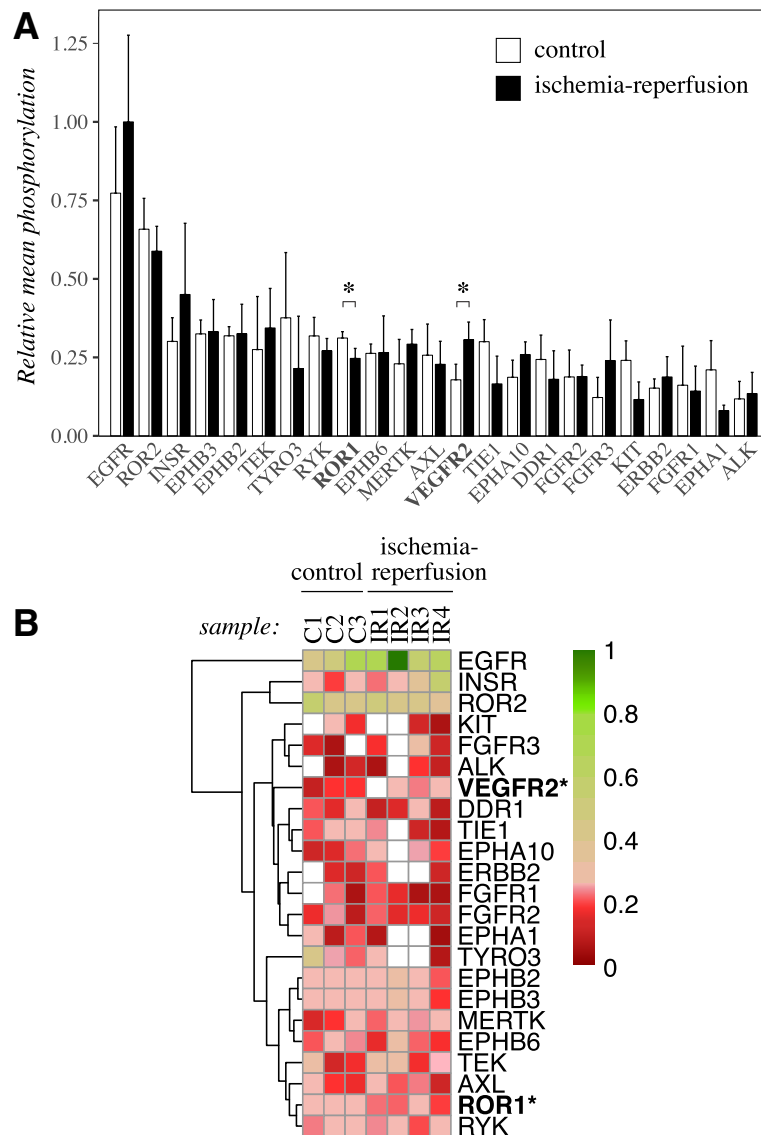 A
Relative mean phosphorylation
1.25
1.00
0.75
0.50
0.25
0.00
control
ischemia-reperfusion
*
*
EGFR
ROR2
INSR
EPHB3
EPHB2
TEK
TYRO3
RYK
ROR1
EPHB6
MERTK
AXL
VEGFR2
TIE1
EPHA10
DDR1
FGFR2
FGFR3
KIT
ERBB2
FGFR1
EPHA1
ALK
B
control
ischemia-
reperfusion
sample:
C1
C2
C3
IR1
IR2
IR3
IR4
EGFR
INSR
ROR2
KIT
FGFR3
ALK
VEGFR2*
DDR1
TIE1
EPHA10
ERBB2
FGFR1
FGFR2
EPHA1
TYRO3
EPHB2
EPHB3
MERTK
EPHB6
TEK
AXL
ROR1*
RYK
1
0.8
0.6
0.4
0.2
0